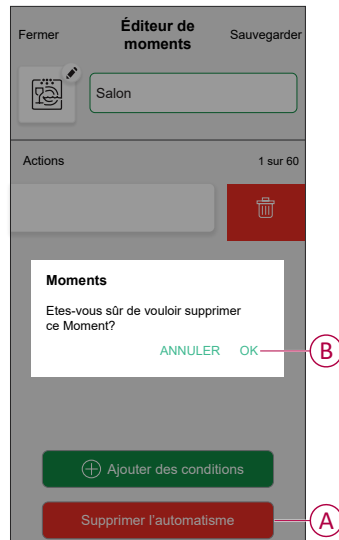 Fermer
Éditeur de
moments
Sauvegarder
Salon
Actions
1 sur 60
Moments
Etes-vous sûr de vouloir supprimer
ce Moment?
ANNULER OK
B
Ajouter des conditions
Supprimer l'automatisme
A